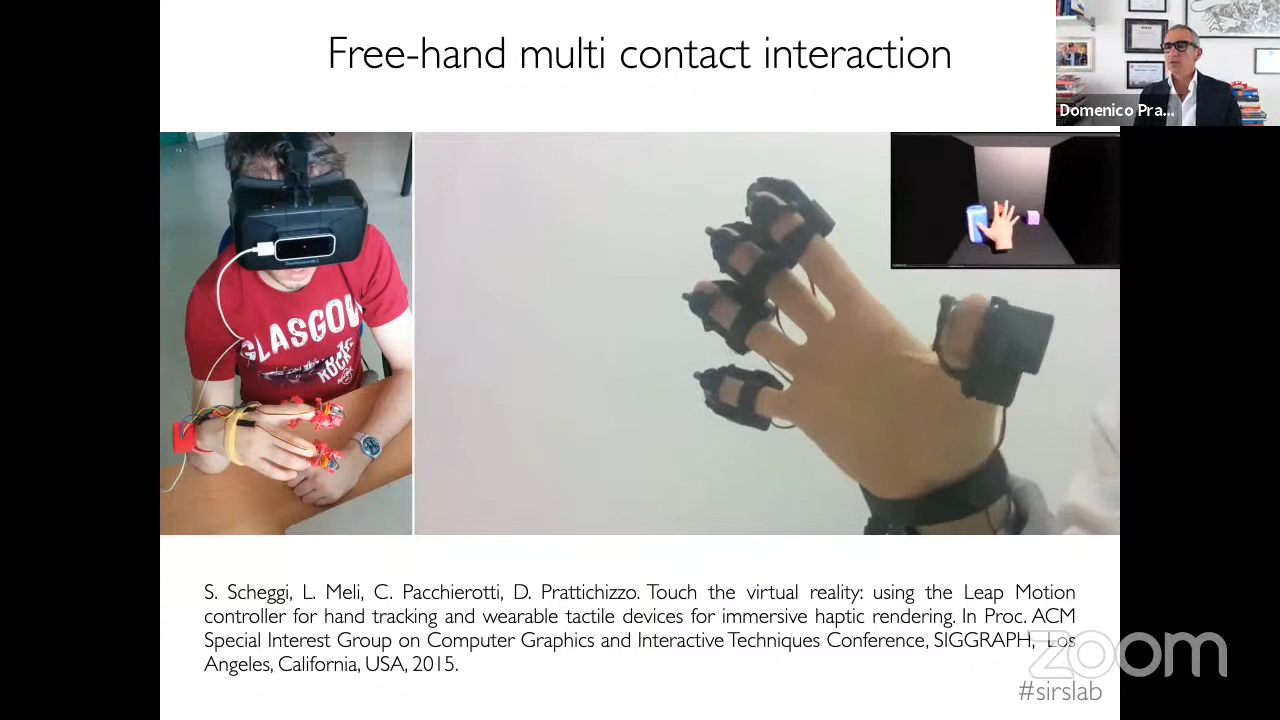 Free-hand multi contact interaction
Domenico Pra...
GLASGOW
ROCKS
S. Scheggi, L. Meli, C. Pacchierotti, D. Prattichizzo. Touch the virtual reality: using the Leap Motion
controller for hand tracking and wearable tactile devices for immersive haptic rendering. In Proc. ACM
Special Interest Group on Computer Graphics and Interactive Techniques Conference, SIGGRAPH, Los
Angeles, California, USA, 2015.
zoom
#sirslab